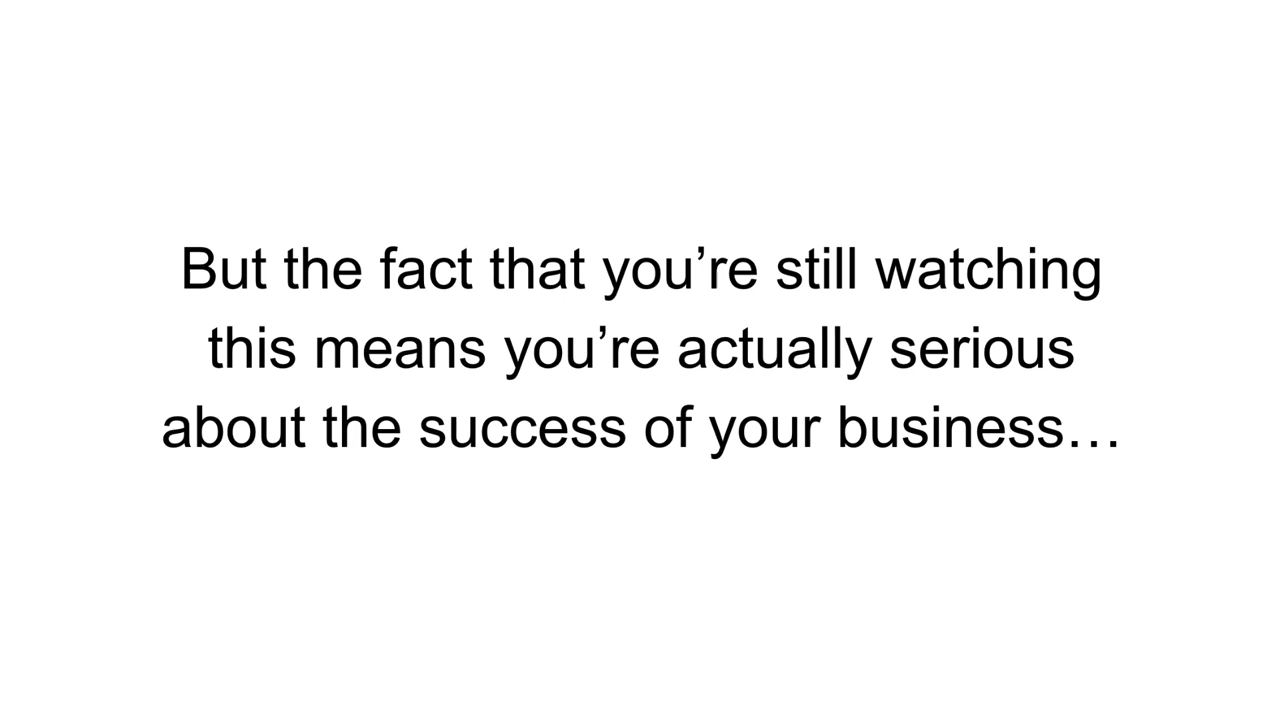 But the fact that you’re still watching
this means you’re actually serious
about the success of your business…